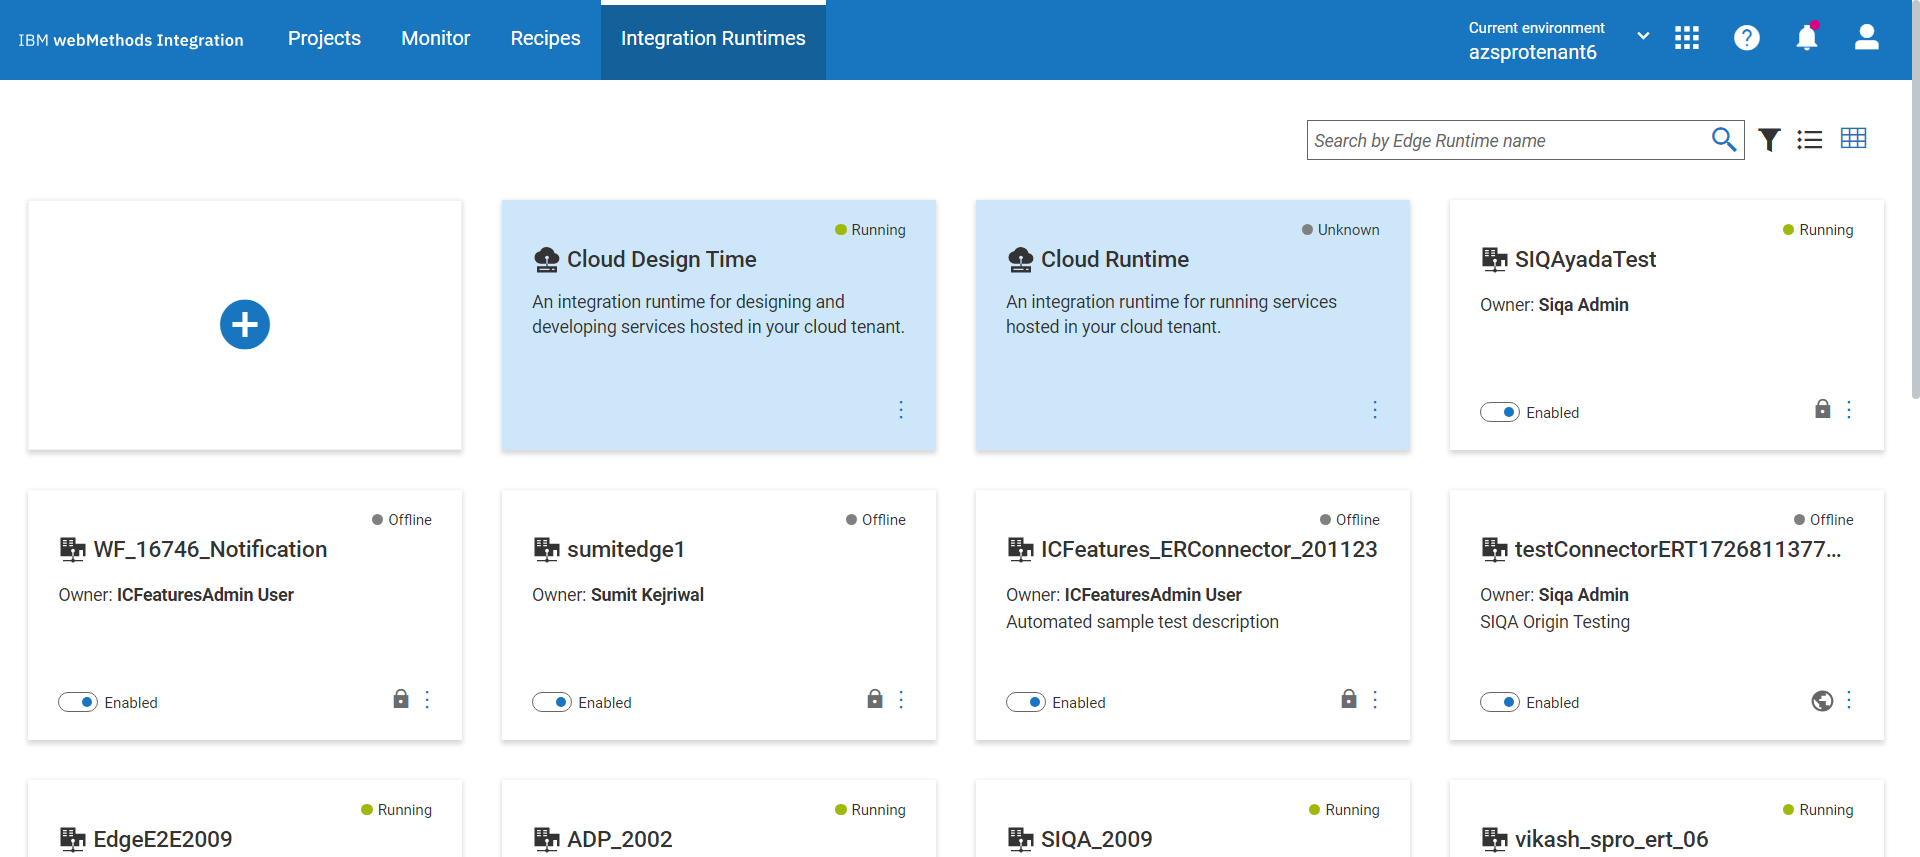 IBM webMethods Integration
Projects
Monitor
Recipes
Integration Runtimes
Current environment
azsprotenant6
Search by Edge Runtime name
Running
Cloud Design Time
An integration runtime for designing and
developing services hosted in your cloud tenant.
Unknown
Cloud Runtime
An integration runtime for running services
hosted in your cloud tenant.
Running
SIQAyadaTest
Owner: Siqa Admin
Enabled
Offline
WF_16746_Notification
Owner: ICFeaturesAdmin User
Enabled
Offline
sumitedge1
Owner: Sumit Kejriwal
Enabled
Offline
ICFeatures_ERConnector_201123
Owner: ICFeaturesAdmin User
Automated sample test description
Enabled
Offline
testConnectorERT1726811377...
Owner: Siqa Admin
SIQA Origin Testing
Enabled
Running
EdgeE2E2009
Running
ADP_2002
Running
SIQA_2009
Running
vikash_spro_ert_06